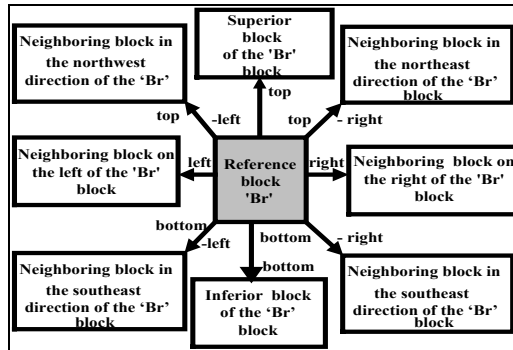 Neighboring block in
the northwest
direction of the 'Br'
Superior
block
of the 'Br'
block
Neighboring block in
the northeast
direction of the 'Br'
block
top
top
-left
top
- right
Neighboring block on
the left of the 'Br'
block
left
Reference
block
'Br'
right
Neighboring block on
the right of the 'Br'
block
bottom
-left
bottom
- right
bottom
Neighboring block in
the southeast
direction of the 'Br'
block
Inferior block
of the 'Br'
block
Neighboring block in
the southeast
direction of the 'Br'
block